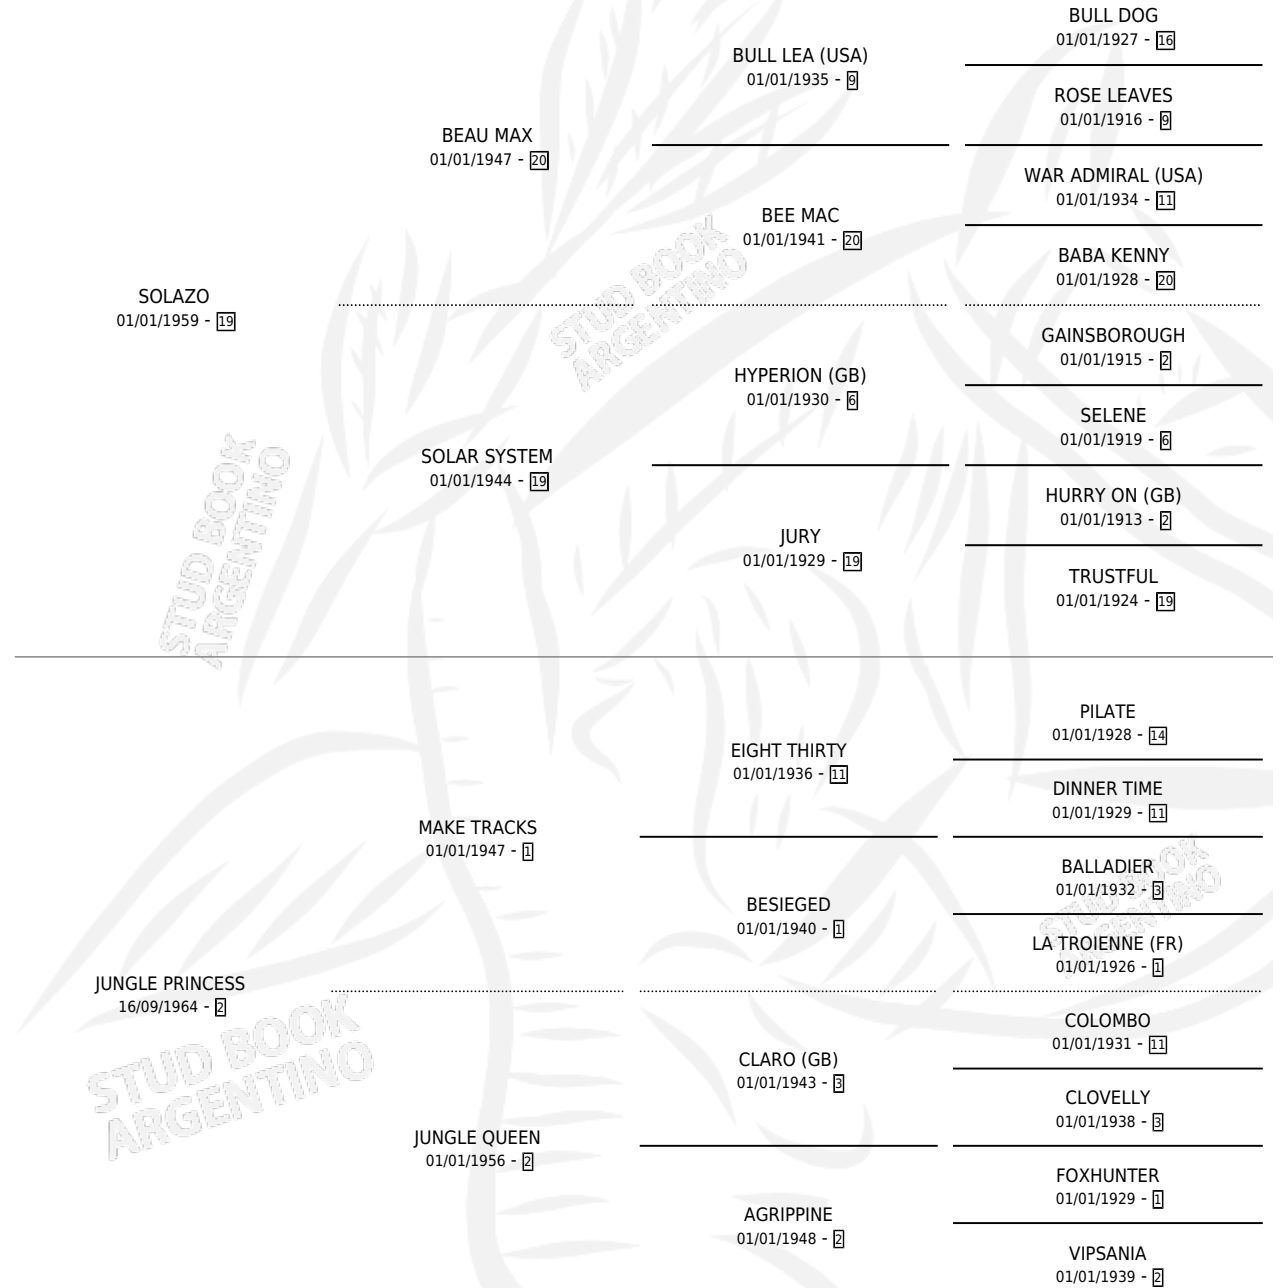 BULL DOG
01/01/1927 - 16
BULL LEA (USA)
01/01/1935 - 9
ROSE LEAVES
01/01/1916 - 9
BEAU MAX
01/01/1947 - 20
WAR ADMIRAL (USA)
01/01/1934 - 11
BEE MAC
01/01/1941 - 20
BABA KENNY
01/01/1928 - 20
SOLAZO
01/01/1959 - 19
GAINSBOROUGH
01/01/1915 - 2
HYPERION (GB)
01/01/1930 - 6
SELENE
01/01/1919 - 6
SOLAR SYSTEM
01/01/1944 - 19
HURRY ON (GB)
01/01/1913 - 2
JURY
01/01/1929 - 19
TRUSTFUL
01/01/1924 - 19
PILATE
01/01/1928 - 14
EIGHT THIRTY
01/01/1936 - 11
DINNER TIME
01/01/1929 - 11
MAKE TRACKS
01/01/1947 - 1
BALLADIER
01/01/1932 - 3
BESIEGED
01/01/1940 - 1
LA TROIENNE (FR)
01/01/1926 - 1
JUNGLE PRINCESS
16/09/1964 - 2
COLOMBO
01/01/1931 - 11
CLARO (GB)
01/01/1943 - 3
CLOVELLY
01/01/1938 - 3
JUNGLE QUEEN
01/01/1956 - 2
FOXHUNTER
01/01/1929 - 1
AGRIPPINE
01/01/1948 - 2
VIPSANIA
01/01/1939 - 2
STUD BOOK
ARGENTINO
STUD BOOK
ARGENTINO
STUD BOOK
ARGENTINO
STUD BOOK
ARGENTINO